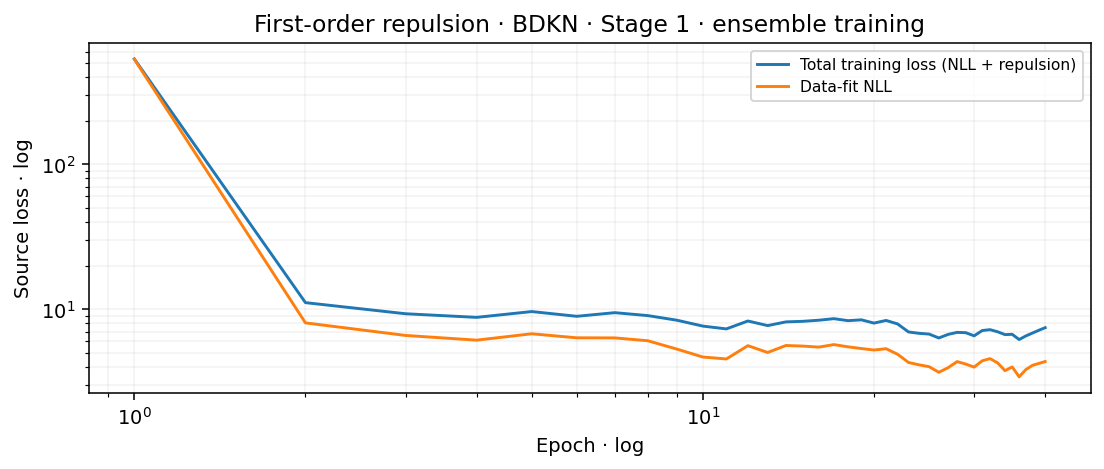 First-order repulsion · BDKN · Stage 1 · ensemble training
Total training loss (NLL + repulsion)
Data-fit NLL
Source loss · log
10²
10¹
10⁰
10¹
Epoch · log